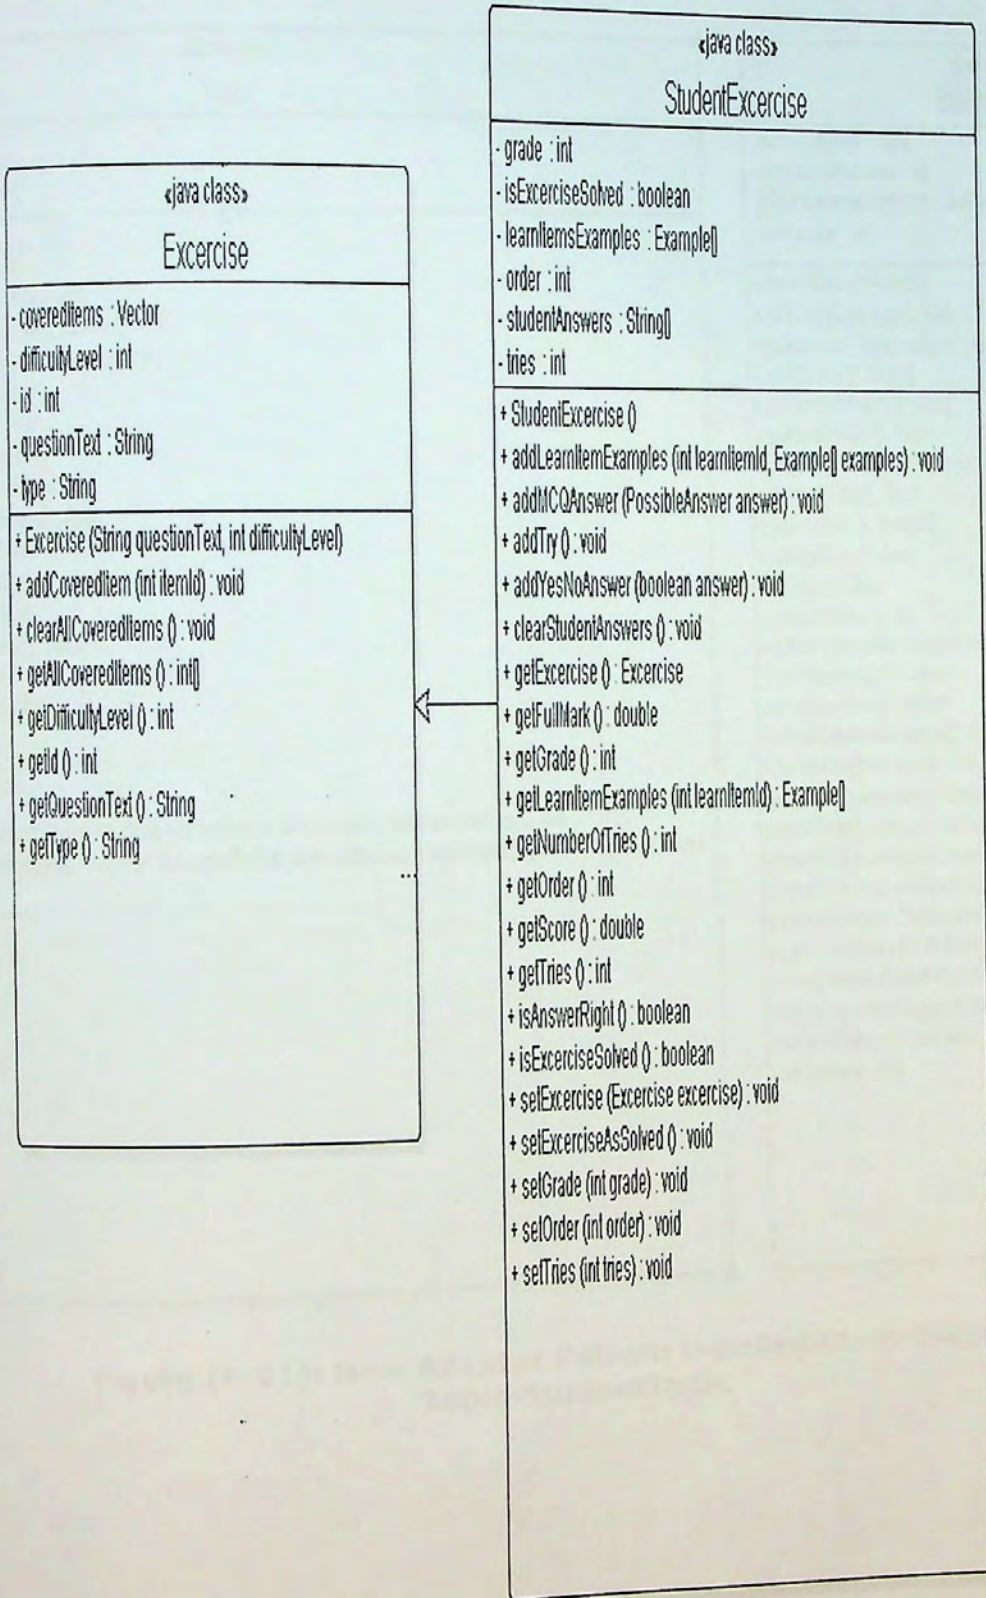 «java class»
Excercise
- coveredItems : Vector
- difficultyLevel : int
- id : int
- questionText : String
- type : String
+ Excercise (String questionText, int difficultyLevel)
+ addCoveredItem (int itemId) : void
+ clearAllCoveredItems () : void
+ getAllCoveredItems () : int[]
+ getDifficultyLevel () : int
+ getId () : int
+ getQuestionText () : String
+ getType () : String
...
«java class»
StudentExcercise
- grade : int
- isExcerciseSolved : boolean
- learnItemsExamples : Example[]
- order : int
- studentAnswers : String[]
- tries : int
+ StudentExcercise ()
+ addLearnItemExamples (int learnItemId, Example[] examples) : void
+ addMCQAnswer (PossibleAnswer answer) : void
+ addTry () : void
+ addYesNoAnswer (boolean answer) : void
+ clearStudentAnswers () : void
+ getExcercise () : Excercise
+ getFullMark () : double
+ getGrade () : int
+ getLearnItemExamples (int learnItemId) : Example[]
+ getNumberOfTries () : int
+ getOrder () : int
+ getScore () : double
+ getTries () : int
+ isAnswerRight () : boolean
+ isExcerciseSolved () : boolean
+ setExcercise (Excercise excercise) : void
+ setExcerciseAsSolved () : void
+ setGrade (int grade) : void
+ setOrder (int order) : void
+ setTries (int tries) : void